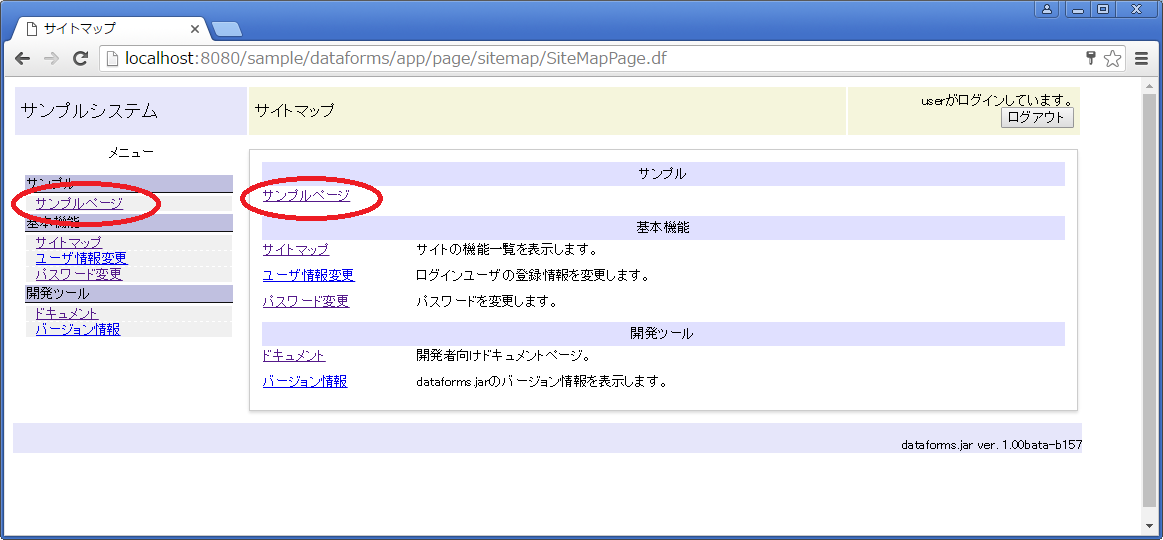 サイトマップ
localhost:8080/sample/dataforms/app/page/sitemap/SiteMapPage.df
サンプルシステム
サイトマップ
userがログインしています。
ログアウト
メニュー
サンプル
サンプルページ
基本機能
サイトマップ
ユーザ情報変更
パスワード変更
開発ツール
ドキュメント
バージョン情報
サンプル
サンプルページ
基本機能
サイトマップ サイトの機能一覧を表示します。
ユーザ情報変更 ログインユーザの登録情報を変更します。
パスワード変更 パスワードを変更します。
開発ツール
ドキュメント 開発者向けドキュメントページ。
バージョン情報 dataforms.jarのバージョン情報を表示します。
dataforms.jar ver. 1.00bata-b157